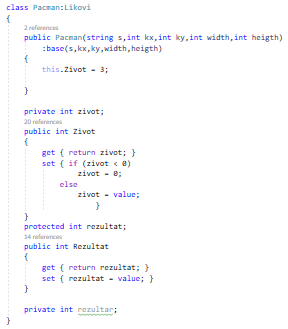 class Pacman:Likovi
{
2 references
public Pacman(string s,int kx,int ky,int width,int heigth)
:base(s,kx,ky,width,heigth)
{
this.Zivot = 3;
}
private int zivot;
20 references
public int Zivot
{
get { return zivot; }
set { if (zivot < 0)
zivot = 0;
else
zivot = value;
}
}
protected int rezultat;
14 references
public int Rezultat
{
get { return rezultat; }
set { rezultat = value; }
}
private int rezultar;
}